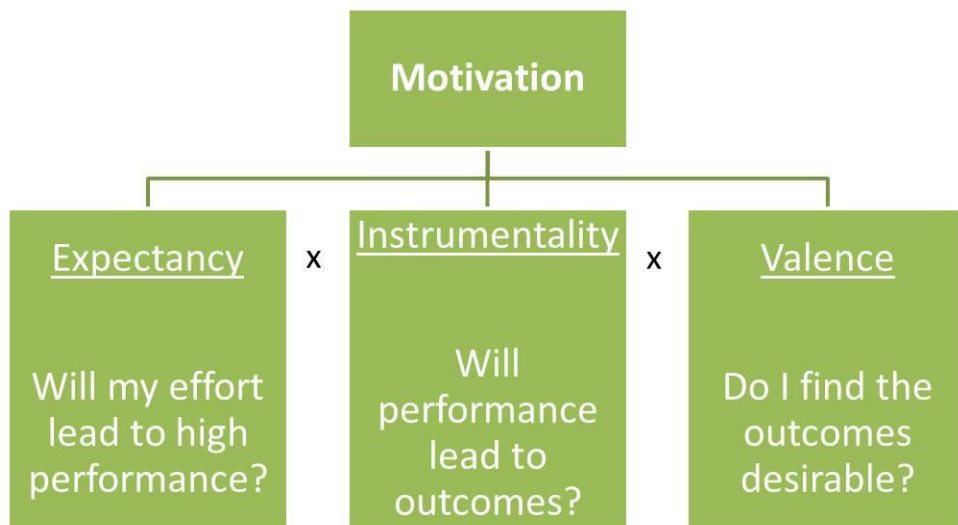 Motivation
Expectancy
x
Instrumentality
x
Valence
Will my effort
lead to high
performance?
Will
performance
lead to
outcomes?
Do I find the
outcomes
desirable?